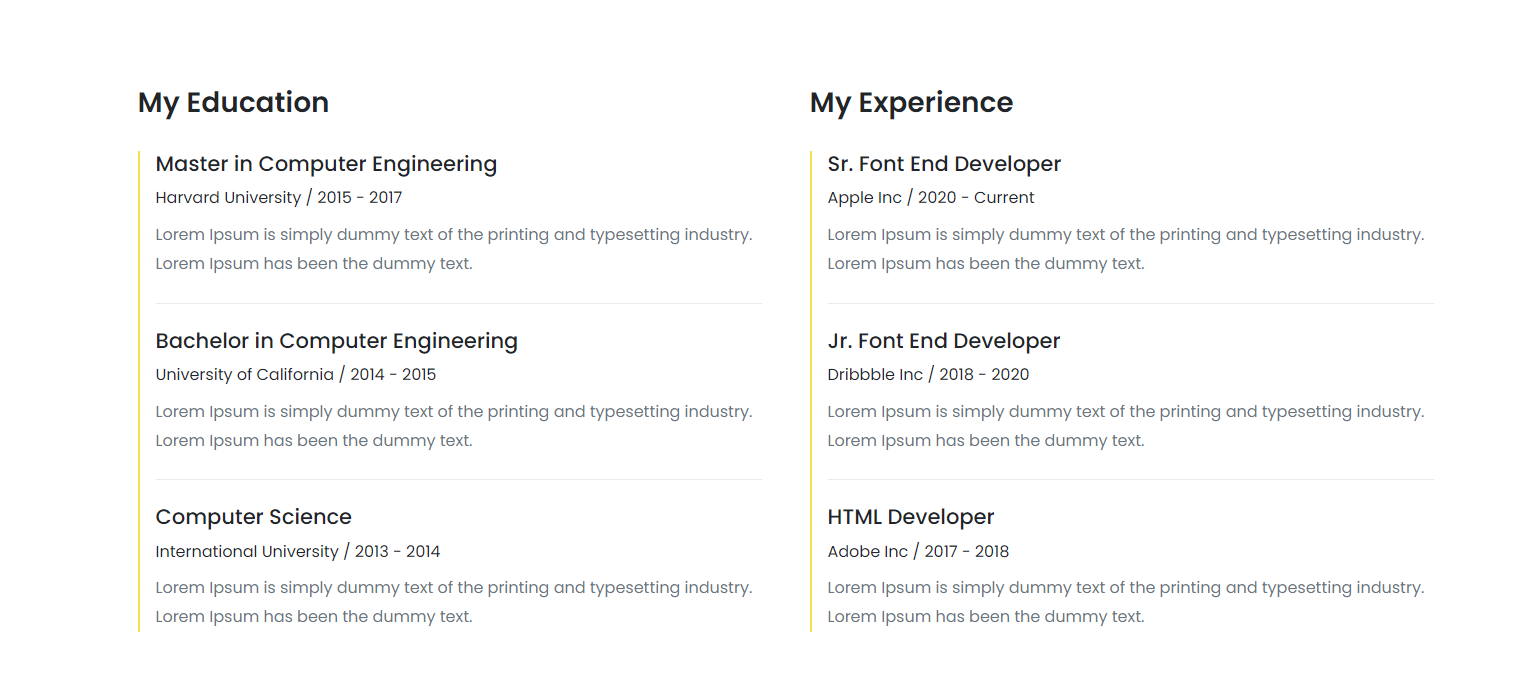 My Education
Master in Computer Engineering
Harvard University / 2015 - 2017
Lorem Ipsum is simply dummy text of the printing and typesetting industry.
Lorem Ipsum has been the dummy text.
Bachelor in Computer Engineering
University of California / 2014 - 2015
Lorem Ipsum is simply dummy text of the printing and typesetting industry.
Lorem Ipsum has been the dummy text.
Computer Science
International University / 2013 - 2014
Lorem Ipsum is simply dummy text of the printing and typesetting industry.
Lorem Ipsum has been the dummy text.
My Experience
Sr. Font End Developer
Apple Inc / 2020 - Current
Lorem Ipsum is simply dummy text of the printing and typesetting industry.
Lorem Ipsum has been the dummy text.
Jr. Font End Developer
Dribbble Inc / 2018 - 2020
Lorem Ipsum is simply dummy text of the printing and typesetting industry.
Lorem Ipsum has been the dummy text.
HTML Developer
Adobe Inc / 2017 - 2018
Lorem Ipsum is simply dummy text of the printing and typesetting industry.
Lorem Ipsum has been the dummy text.